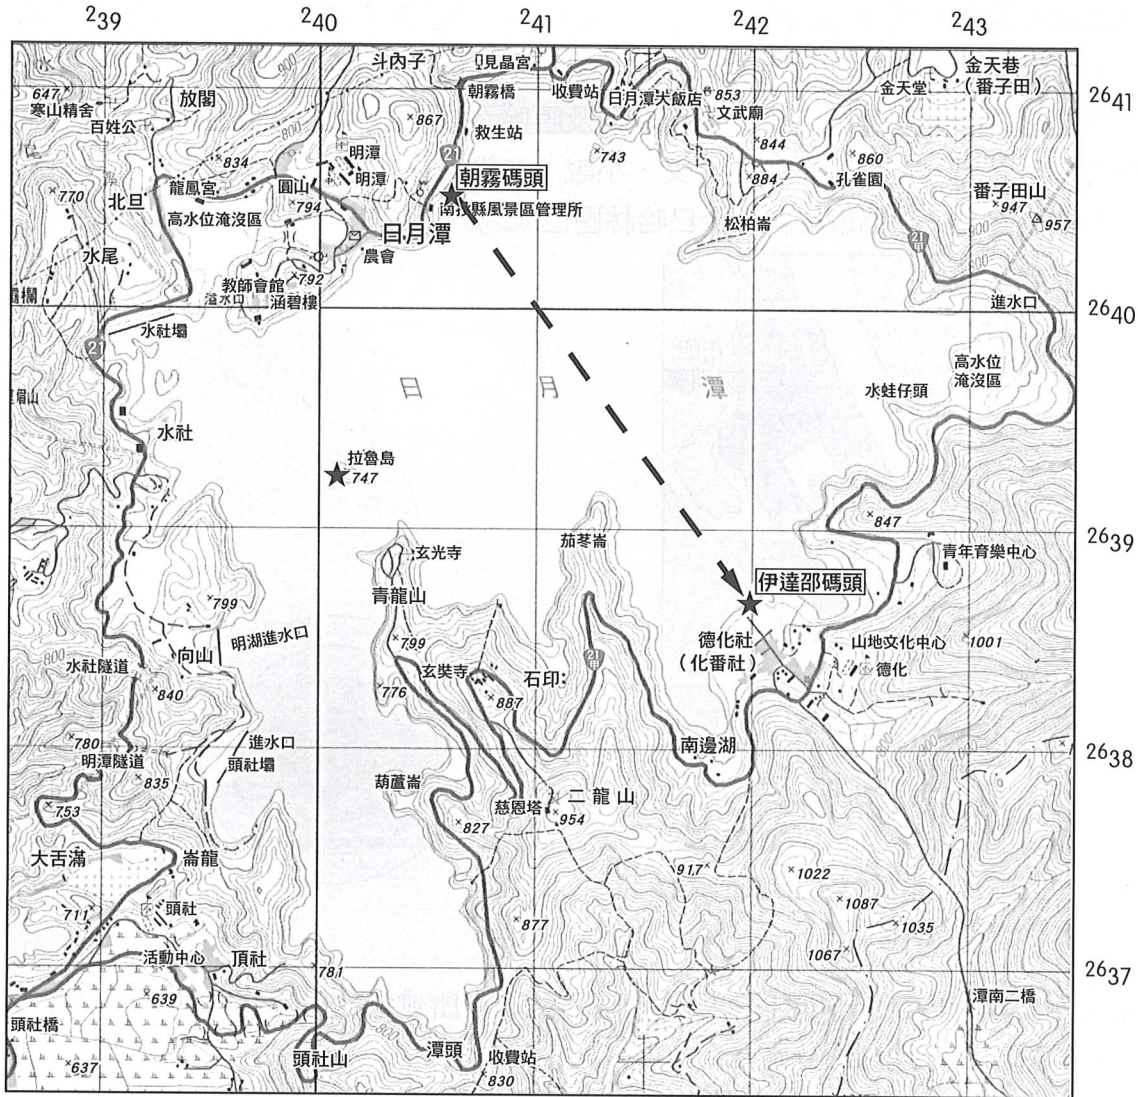 ²39
²40
²41
²42
²43
2641
2640
2639
2638
2637
斗內子
見晶宮
朝霧橋
收費站
日月潭大飯店
853
文武廟
金天堂
金天巷
（番子田）
647
寒山精舍
放閣
百姓公
900
800
867
救生站
21
743
844
884
860
孔雀園
834
明潭
明潭
朝霧碼頭
770
北旦
龍鳳宮
圓山
794
高水位淹沒區
南投縣風景區管理所
日月潭
松柏崙
番子田山
947
957
21甲
水尾
農會
792
教師會館
涵碧樓
溢水口
進水口
水社壩
21
日
月
潭
高水位
淹沒區
水蛙仔頭
水社
拉魯島
747
847
茄苳崙
玄光寺
青年育樂中心
青龍山
伊達邵碼頭
799
明湖進水口
向山
799
德化社
（化番社）
山地文化中心
德化
1001
800
水社隧道
840
玄奘寺
776
石印
887
21甲
南邊湖
780
明潭隧道
835
進水口
頭社壩
葫蘆崙
慈恩塔
二龍山
954
827
753
大舌滿
崙龍
917
1022
1087
1035
1067
711
頭社
877
活動中心
頂社
781
639
頭社橋
637
頭社山
800
潭頭
收費站
830
潭南二橋
800
900